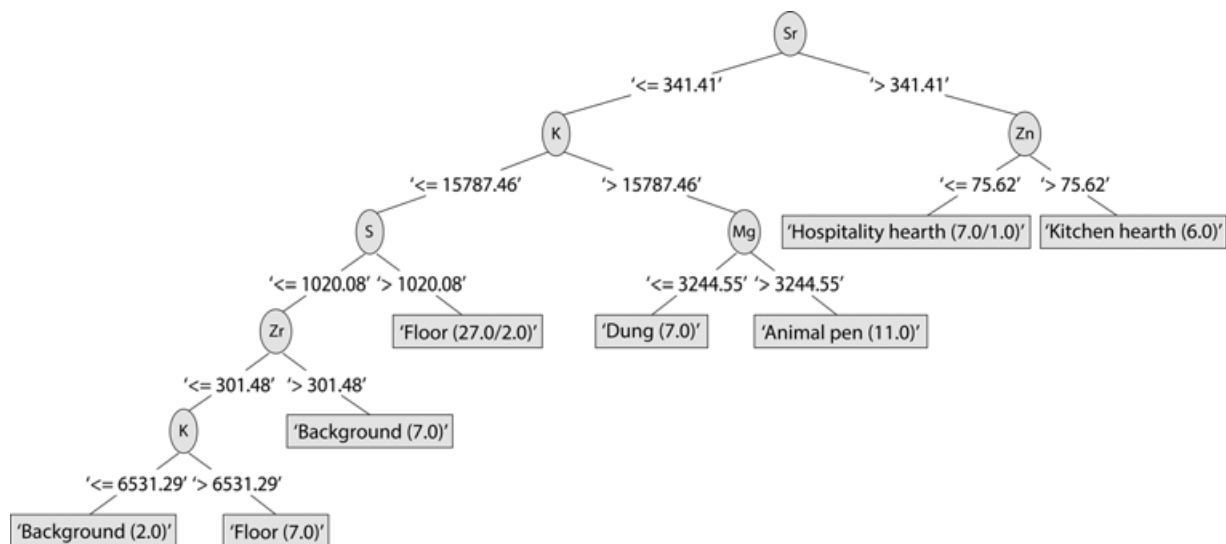 Sr
‘<= 341.41’ ‘> 341.41’
K Zn
‘<= 15787.46’ ‘> 15787.46’ ‘<= 75.62’ ‘> 75.62’
S Mg ‘Hospitality hearth (7.0/1.0)’ ‘Kitchen hearth (6.0)’
‘<= 1020.08’ ‘> 1020.08’ ‘<= 3244.55’ ‘> 3244.55’
Zr ‘Floor (27.0/2.0)’ ‘Dung (7.0)’ ‘Animal pen (11.0)’
‘<= 301.48’ ‘> 301.48’
K ‘Background (7.0)’
‘<= 6531.29’ ‘> 6531.29’
‘Background (2.0)’ ‘Floor (7.0)’